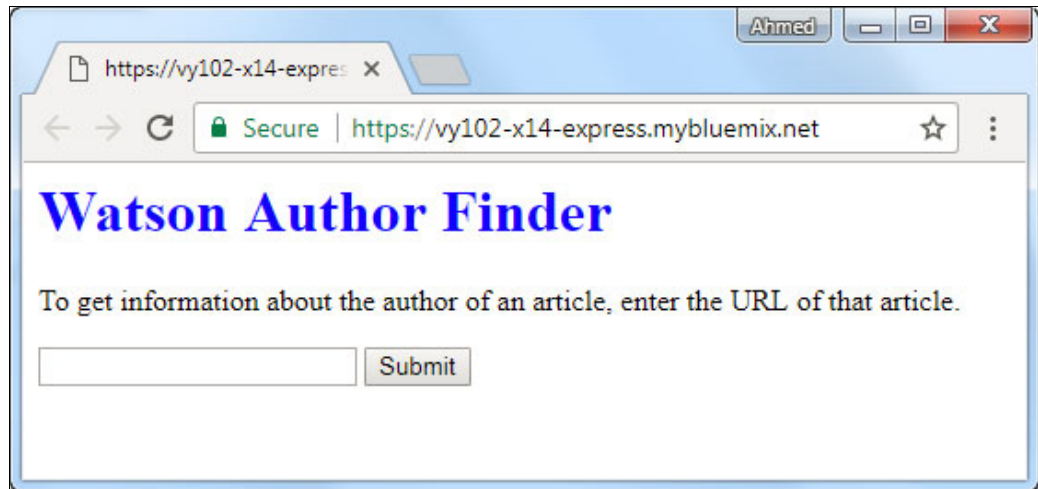 Ahmed
https://vy102-x14-expres
Secure | https://vy102-x14-express.mybluemix.net
Watson Author Finder
To get information about the author of an article, enter the URL of that article.
Submit